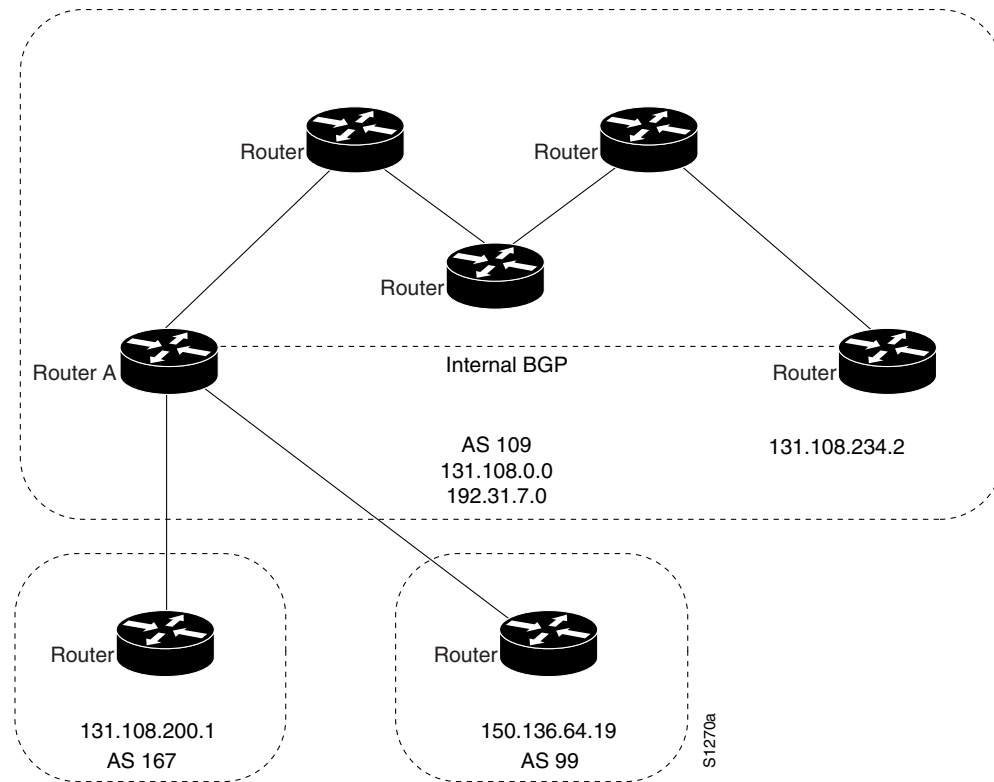 Router
Router
Router
Router A
Internal BGP
Router
AS 109
131.108.0.0
192.31.7.0
131.108.234.2
Router
Router
131.108.200.1
AS 167
150.136.64.19
AS 99
S1270a